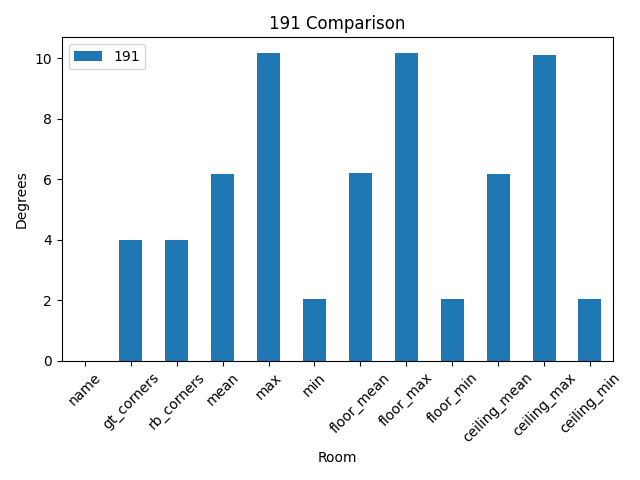 191 Comparison
191
10
8
6
4
2
0
Degrees
name
gt_corners
rb_corners
mean
max
min
floor_mean
floor_max
floor_min
ceiling_mean
ceiling_max
ceiling_min
Room